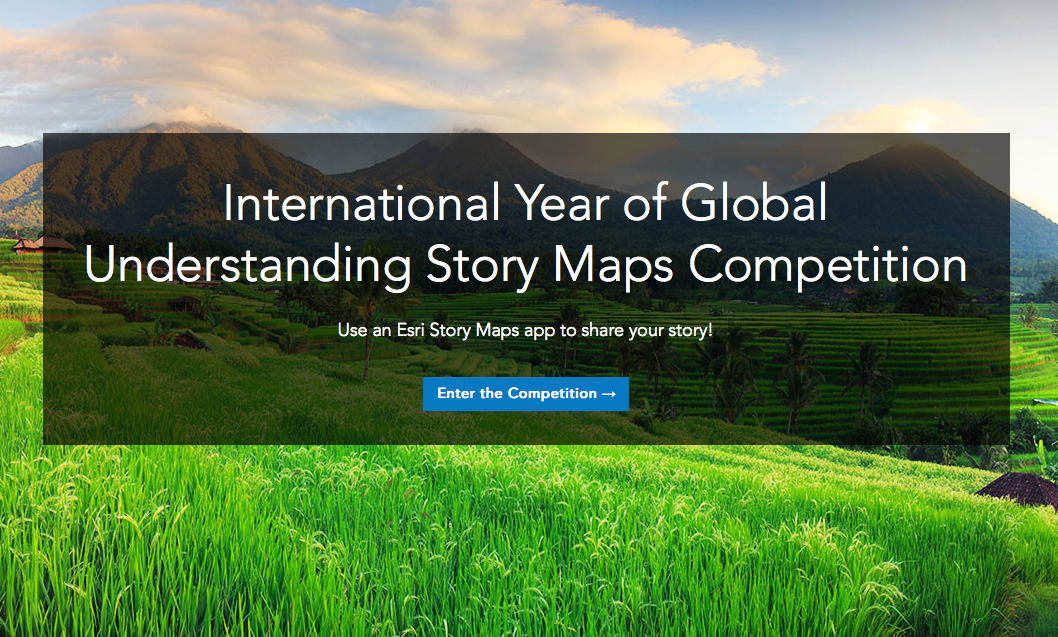 International Year of Global
Understanding Story Maps Competition
Use an Esri Story Maps app to share your story!
Enter the Competition →